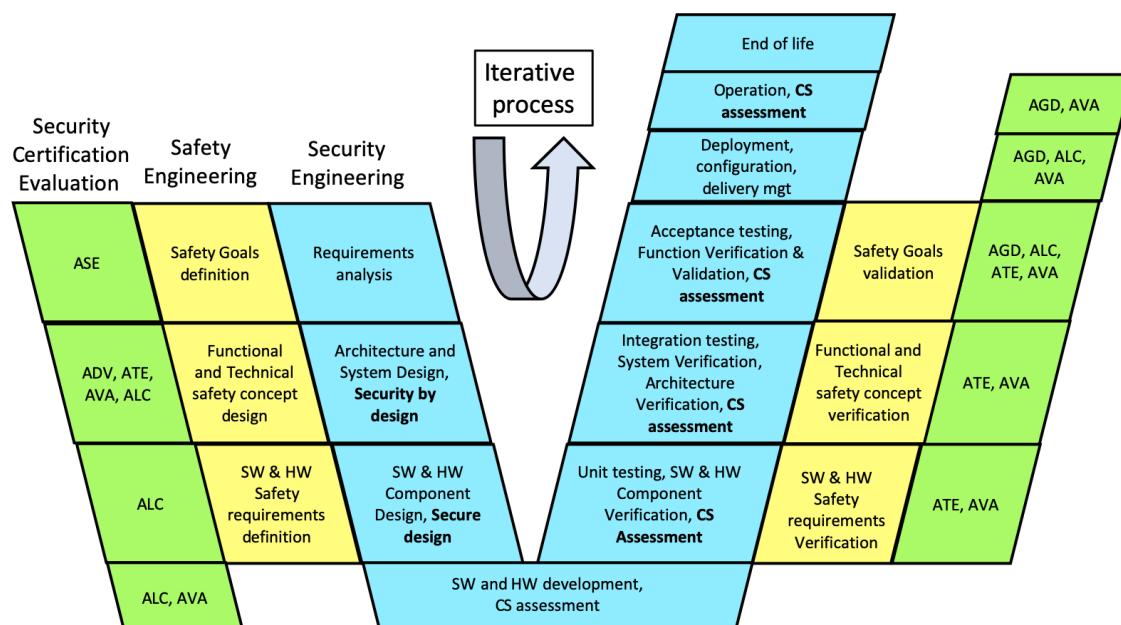 Security
Certification
Evaluation
Safety
Engineering
Security
Engineering
Iterative
process
End of life
Operation, CS
assessment
AGD, AVA
Deployment,
configuration,
delivery mgt
AGD, ALC,
AVA
ASE
Safety Goals
definition
Requirements
analysis
Acceptance testing,
Function Verification &
Validation, CS
assessment
Safety Goals
validation
AGD, ALC,
ATE, AVA
ADV, ATE,
AVA, ALC
Functional
and Technical
safety concept
design
Architecture and
System Design,
Security by
design
Integration testing,
System Verification,
Architecture
Verification, CS
assessment
Functional and
Technical
safety concept
verification
ATE, AVA
ALC
SW & HW
Safety
requirements
definition
SW & HW
Component
Design, Secure
design
Unit testing, SW & HW
Component
Verification, CS
Assessment
SW & HW
Safety
requirements
Verification
ATE, AVA
ALC, AVA
SW and HW development,
CS assessment